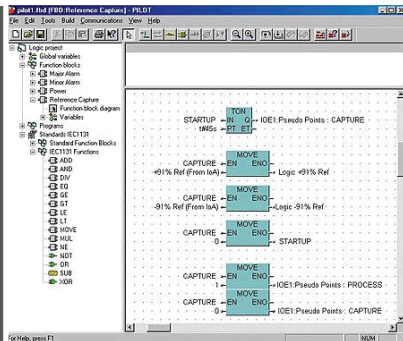 pilot1.fbd [FBD:Reference Capture] - PILOT
File Edit Tools Build Communications View Help
Logic project
Global variables
Function blocks
Major Alarm
Minor Alarm
Power
Reference Capture
Function block diagram
Variables
Programs
Standards IEC1131
Standard Function Blocks
IEC1131 Functions
ADD
AND
DIV
EQ
GE
GT
LE
LT
MOVE
MUL
NE
NOT
OR
SUB
XOR
TON
STARTUP IN Q IOE1:Pseudo Points : CAPTURE
t#45s PT ET
MOVE
CAPTURE EN ENO
+91% Ref (From IoA) Logic +91% Ref
MOVE
CAPTURE EN ENO
-91% Ref (From IoA) Logic -91% Ref
MOVE
CAPTURE EN ENO
0 STARTUP
MOVE
CAPTURE EN ENO
1 IOE1:Pseudo Points : PROCESS
MOVE
CAPTURE EN ENO
0 IOE1:Pseudo Points : CAPTURE
For Help, press F1 NUM